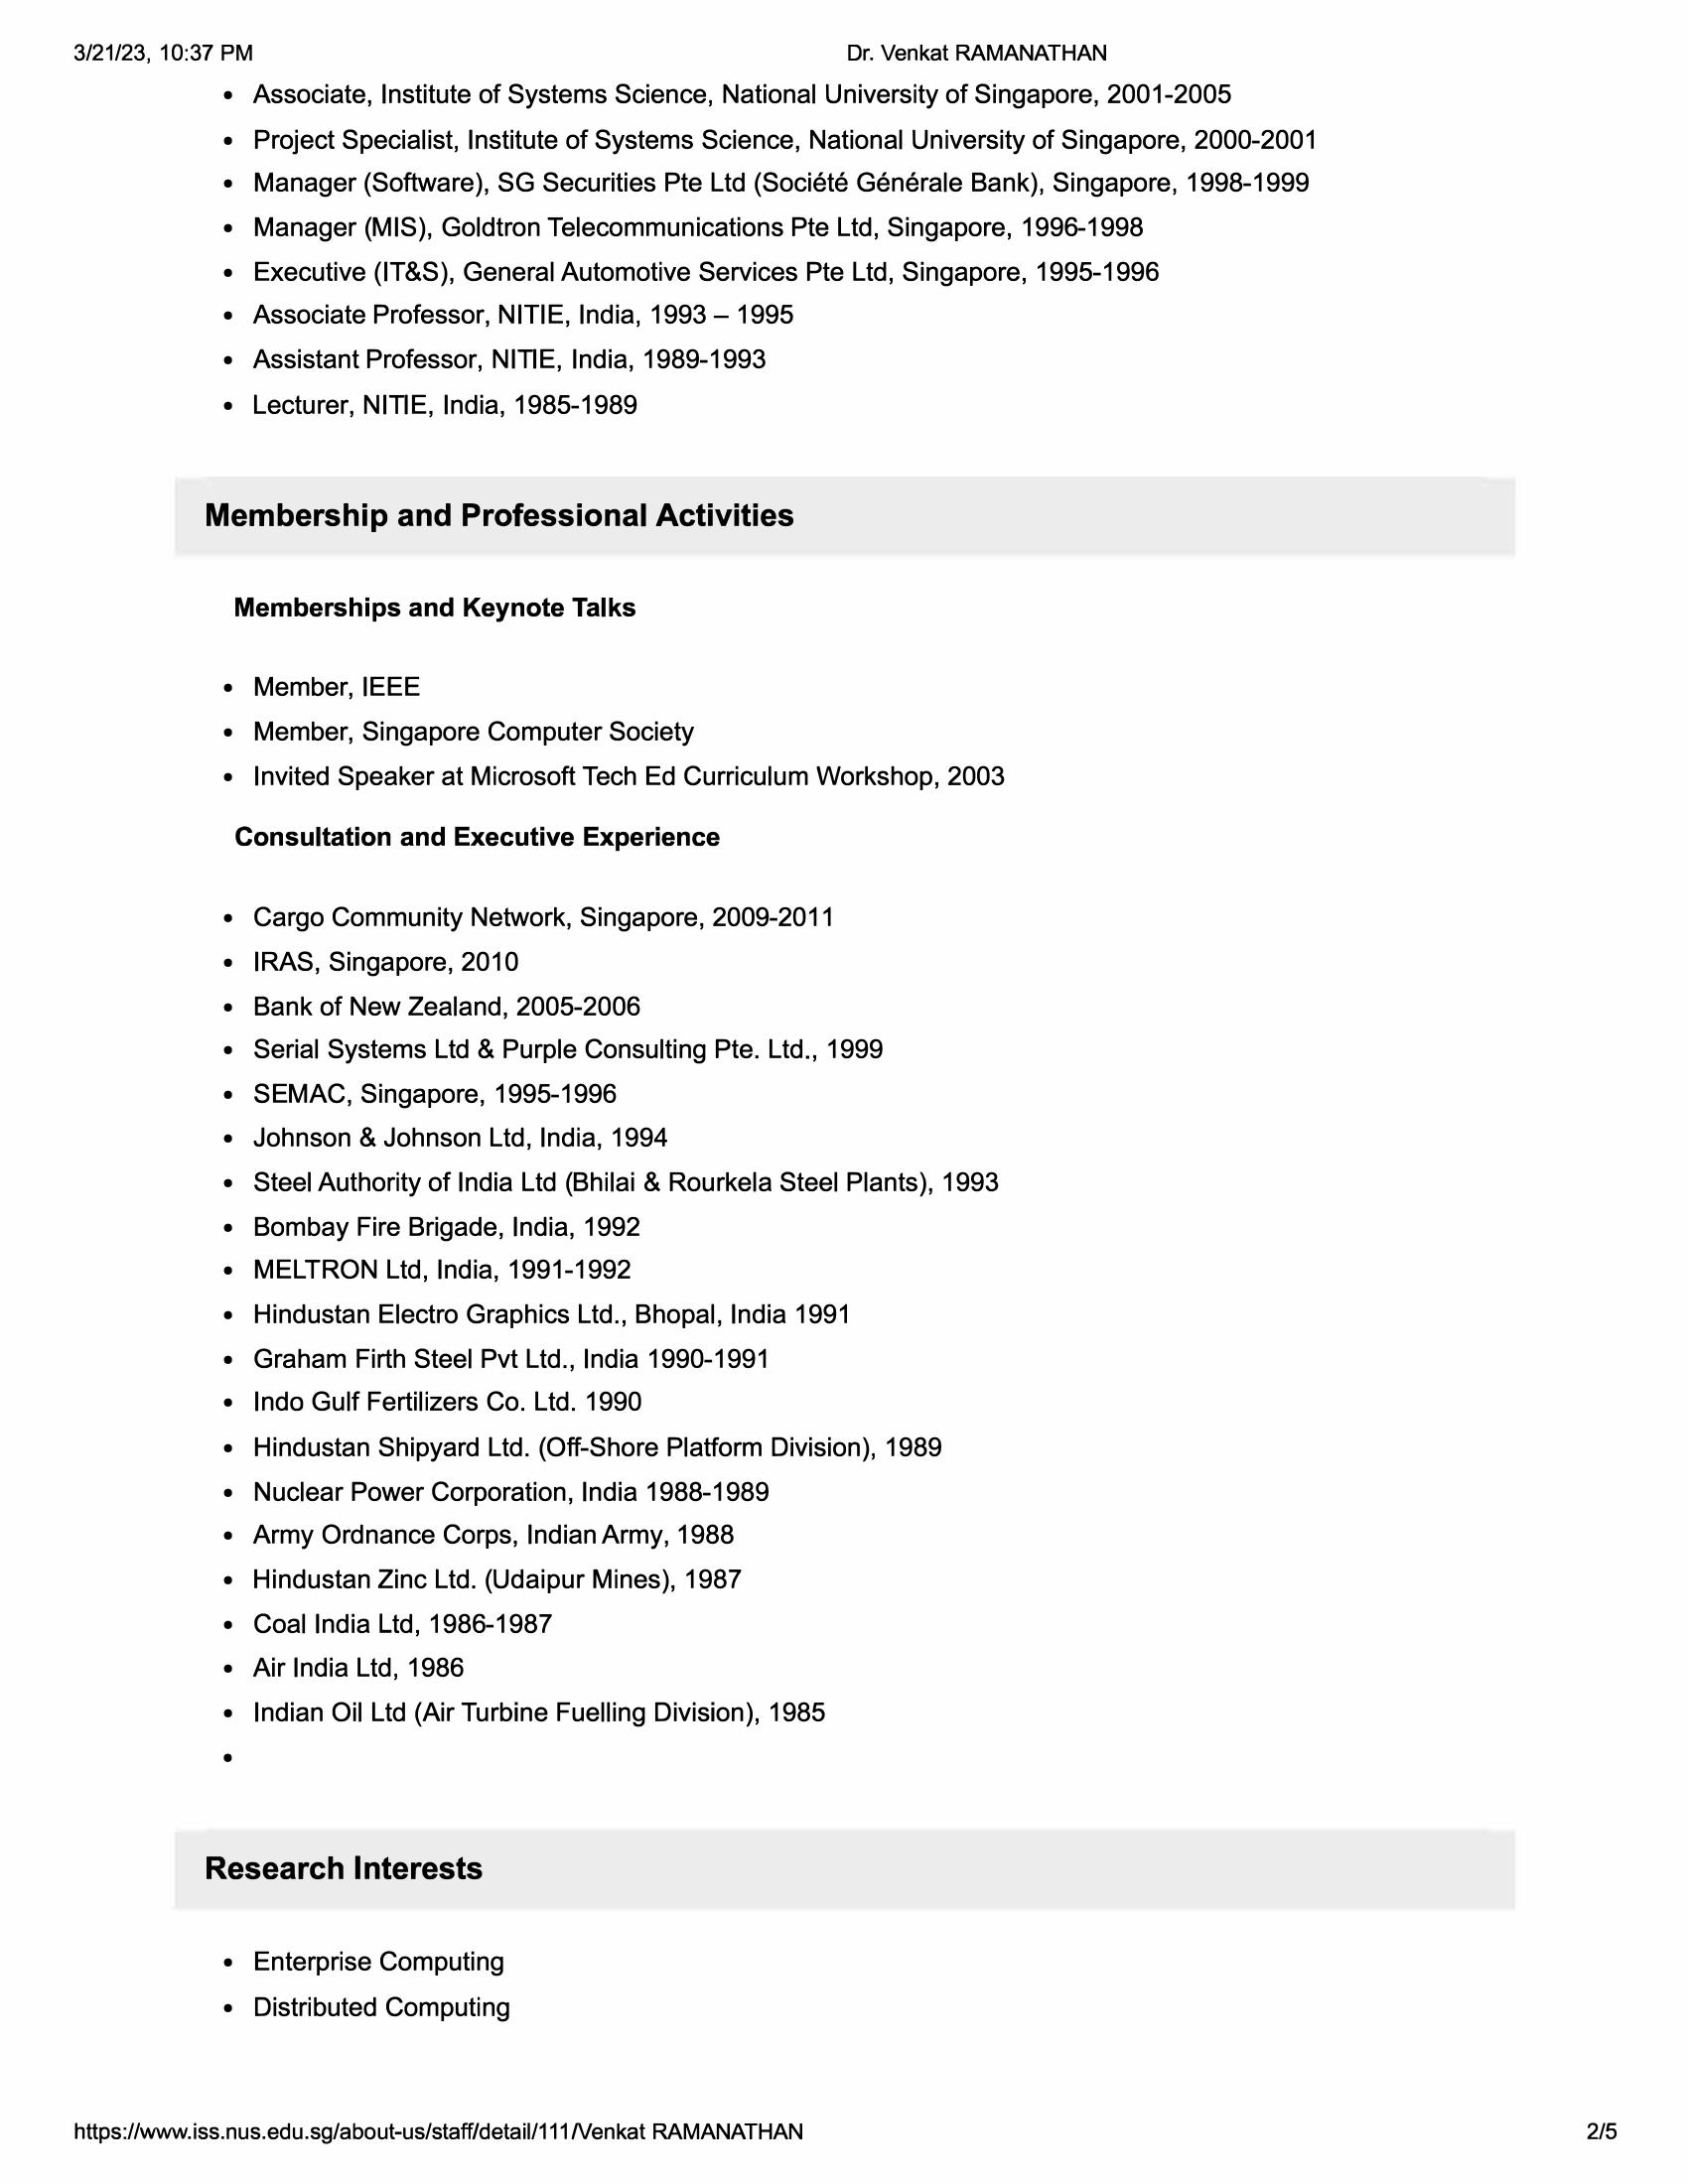 3/21/23, 10:37 PM Dr. Venkat RAMANATHAN
• Associate, Institute of Systems Science, National University of Singapore, 2001-2005
• Project Specialist, Institute of Systems Science, National University of Singapore, 2000-2001
• Manager (Software), SG Securities Pte Ltd (Société Générale Bank), Singapore, 1998-1999
• Manager (MIS), Goldtron Telecommunications Pte Ltd, Singapore, 1996-1998
• Executive (IT&S), General Automotive Services Pte Ltd, Singapore, 1995-1996
• Associate Professor, NITIE, India, 1993 – 1995
• Assistant Professor, NITIE, India, 1989-1993
• Lecturer, NITIE, India, 1985-1989
Membership and Professional Activities
Memberships and Keynote Talks
• Member, IEEE
• Member, Singapore Computer Society
• Invited Speaker at Microsoft Tech Ed Curriculum Workshop, 2003
Consultation and Executive Experience
• Cargo Community Network, Singapore, 2009-2011
• IRAS, Singapore, 2010
• Bank of New Zealand, 2005-2006
• Serial Systems Ltd & Purple Consulting Pte. Ltd., 1999
• SEMAC, Singapore, 1995-1996
• Johnson & Johnson Ltd, India, 1994
• Steel Authority of India Ltd (Bhilai & Rourkela Steel Plants), 1993
• Bombay Fire Brigade, India, 1992
• MELTRON Ltd, India, 1991-1992
• Hindustan Electro Graphics Ltd., Bhopal, India 1991
• Graham Firth Steel Pvt Ltd., India 1990-1991
• Indo Gulf Fertilizers Co. Ltd. 1990
• Hindustan Shipyard Ltd. (Off-Shore Platform Division), 1989
• Nuclear Power Corporation, India 1988-1989
• Army Ordnance Corps, Indian Army, 1988
• Hindustan Zinc Ltd. (Udaipur Mines), 1987
• Coal India Ltd, 1986-1987
• Air India Ltd, 1986
• Indian Oil Ltd (Air Turbine Fuelling Division), 1985
•
Research Interests
• Enterprise Computing
• Distributed Computing
https://www.iss.nus.edu.sg/about-us/staff/detail/111/Venkat RAMANATHAN 2/5